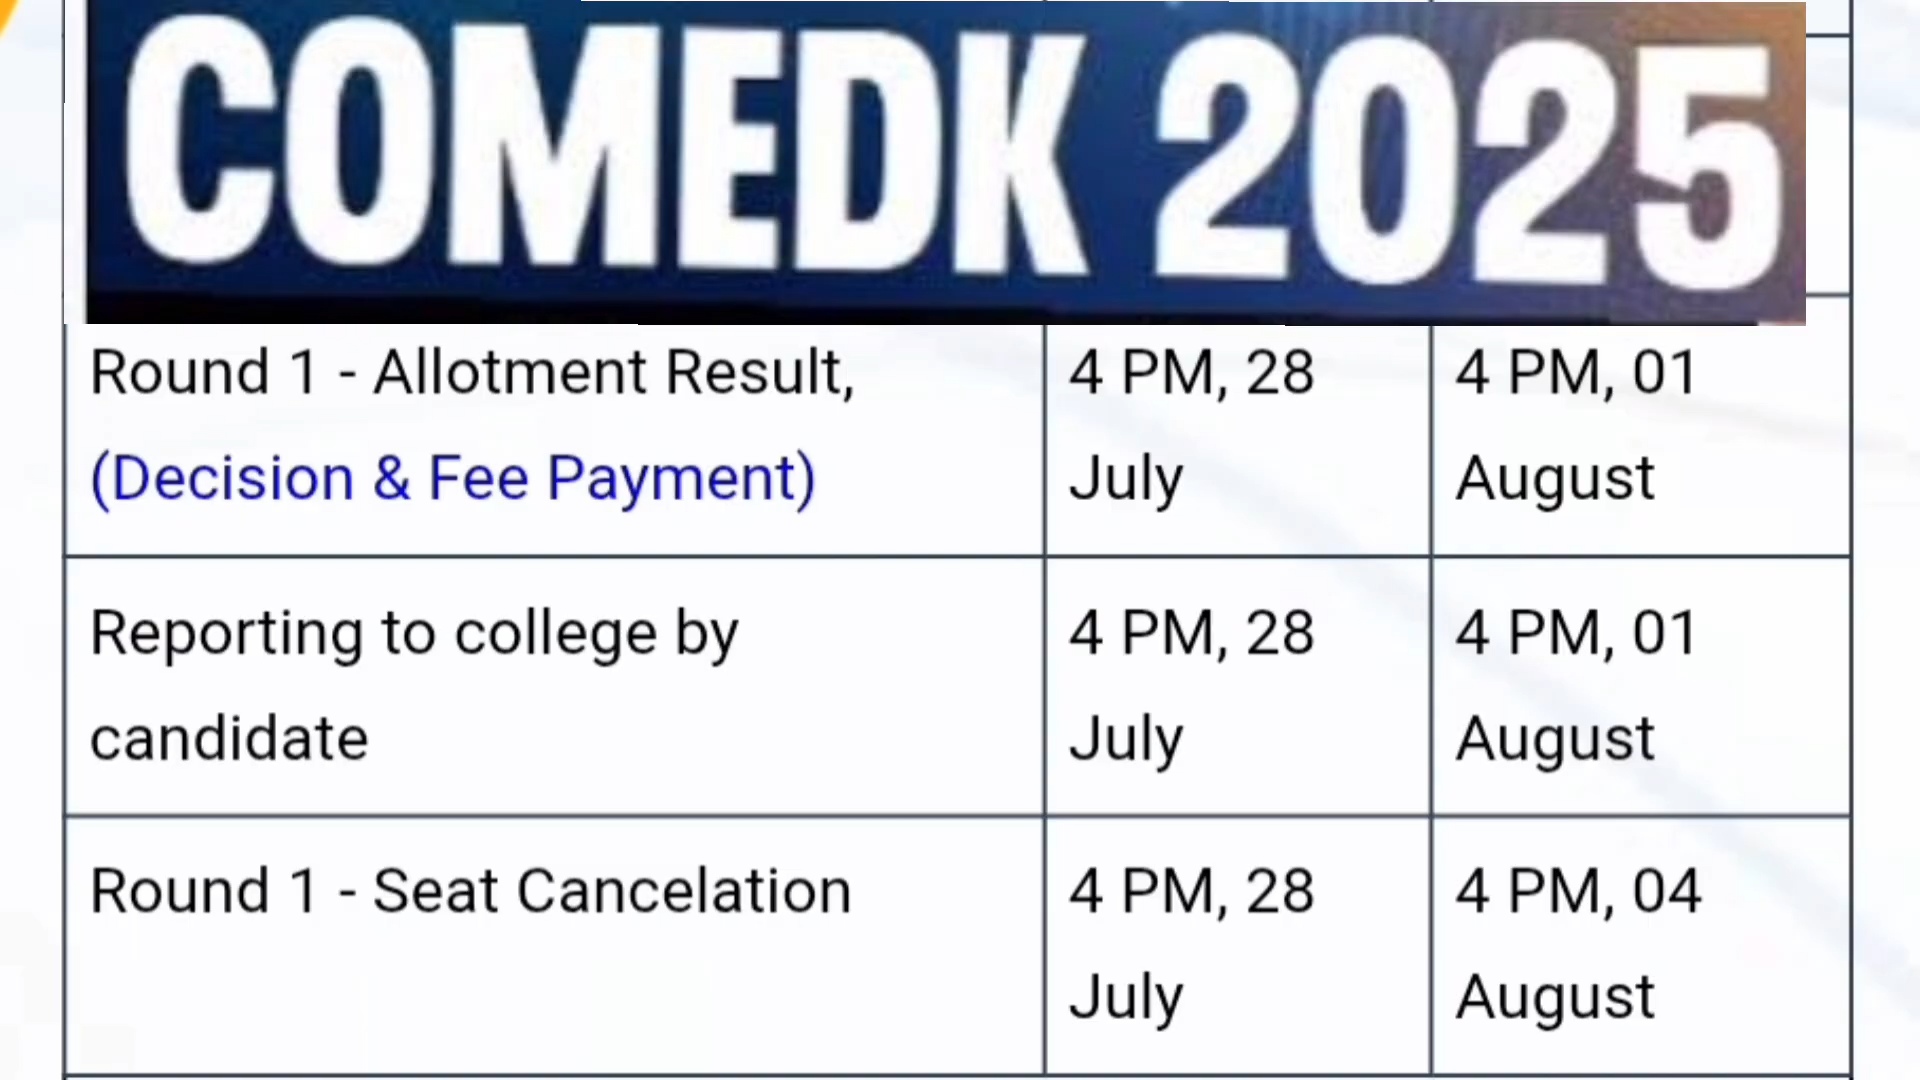 COMEDK 2025
Round 1 - Allotment Result,
(Decision & Fee Payment)
4 PM, 28
July
4 PM, 01
August
Reporting to college by
candidate
4 PM, 28
July
4 PM, 01
August
Round 1 - Seat Cancelation
4 PM, 28
July
4 PM, 04
August